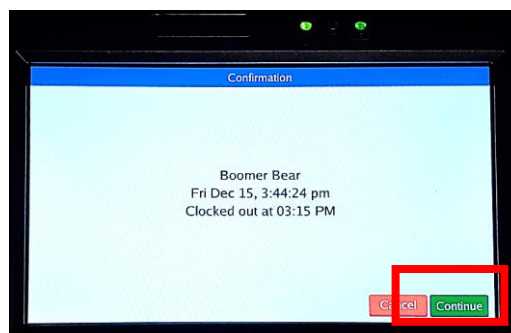 Confirmation
Boomer Bear
Fri Dec 15, 3:44:24 pm
Clocked out at 03:15 PM
Cancel Continue